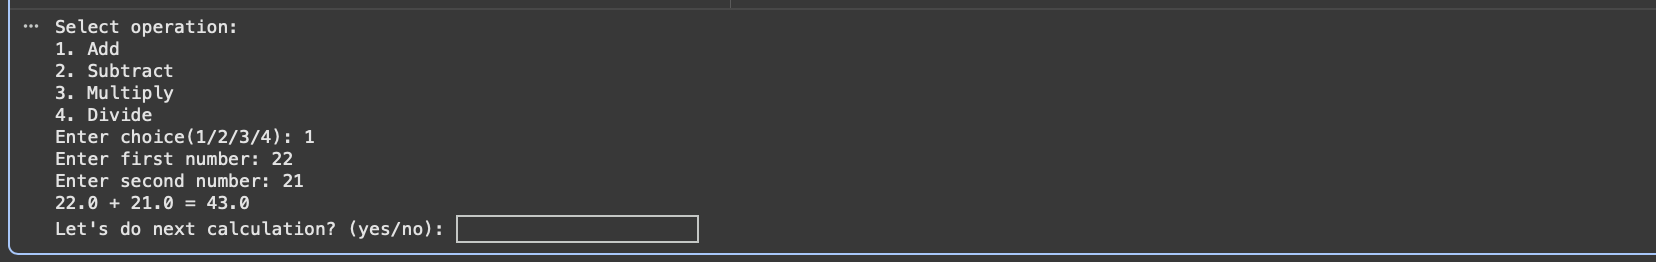 Select operation:
1. Add
2. Subtract
3. Multiply
4. Divide
Enter choice(1/2/3/4): 1
Enter first number: 22
Enter second number: 21
22.0 + 21.0 = 43.0
Let's do next calculation? (yes/no):